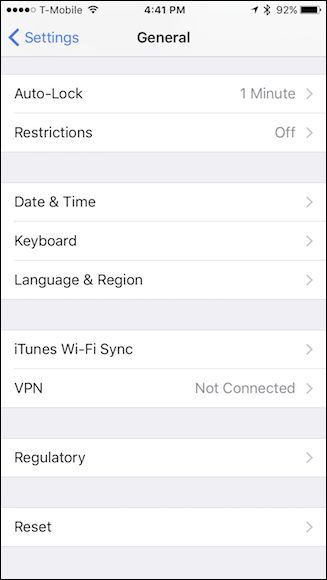 T-Mobile 4:41 PM 92%
Settings General
Auto-Lock 1 Minute
Restrictions Off
Date & Time
Keyboard
Language & Region
iTunes Wi-Fi Sync
VPN Not Connected
Regulatory
Reset